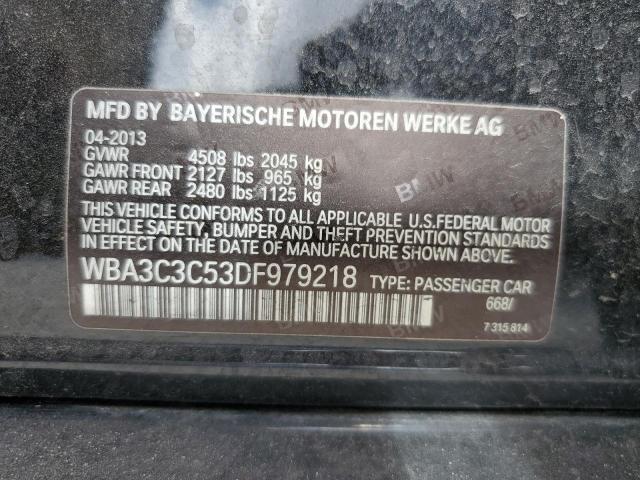 MFD BY BAYERISCHE MOTOREN WERKE AG
04-2013
GVWR 4508 lbs 2045 kg
GAWR FRONT 2127 lbs 965 kg
GAWR REAR 2480 lbs 1125 kg
THIS VEHICLE CONFORMS TO ALL APPLICABLE U.S.FEDERAL MOTOR
VEHICLE SAFETY, BUMPER AND THEFT PREVENTION STANDARDS
IN EFFECT ON THE DATE OF MANUFACTURE SHOWN ABOVE.
WBA3C3C53DF979218 TYPE: PASSENGER CAR
668/
7 315 814